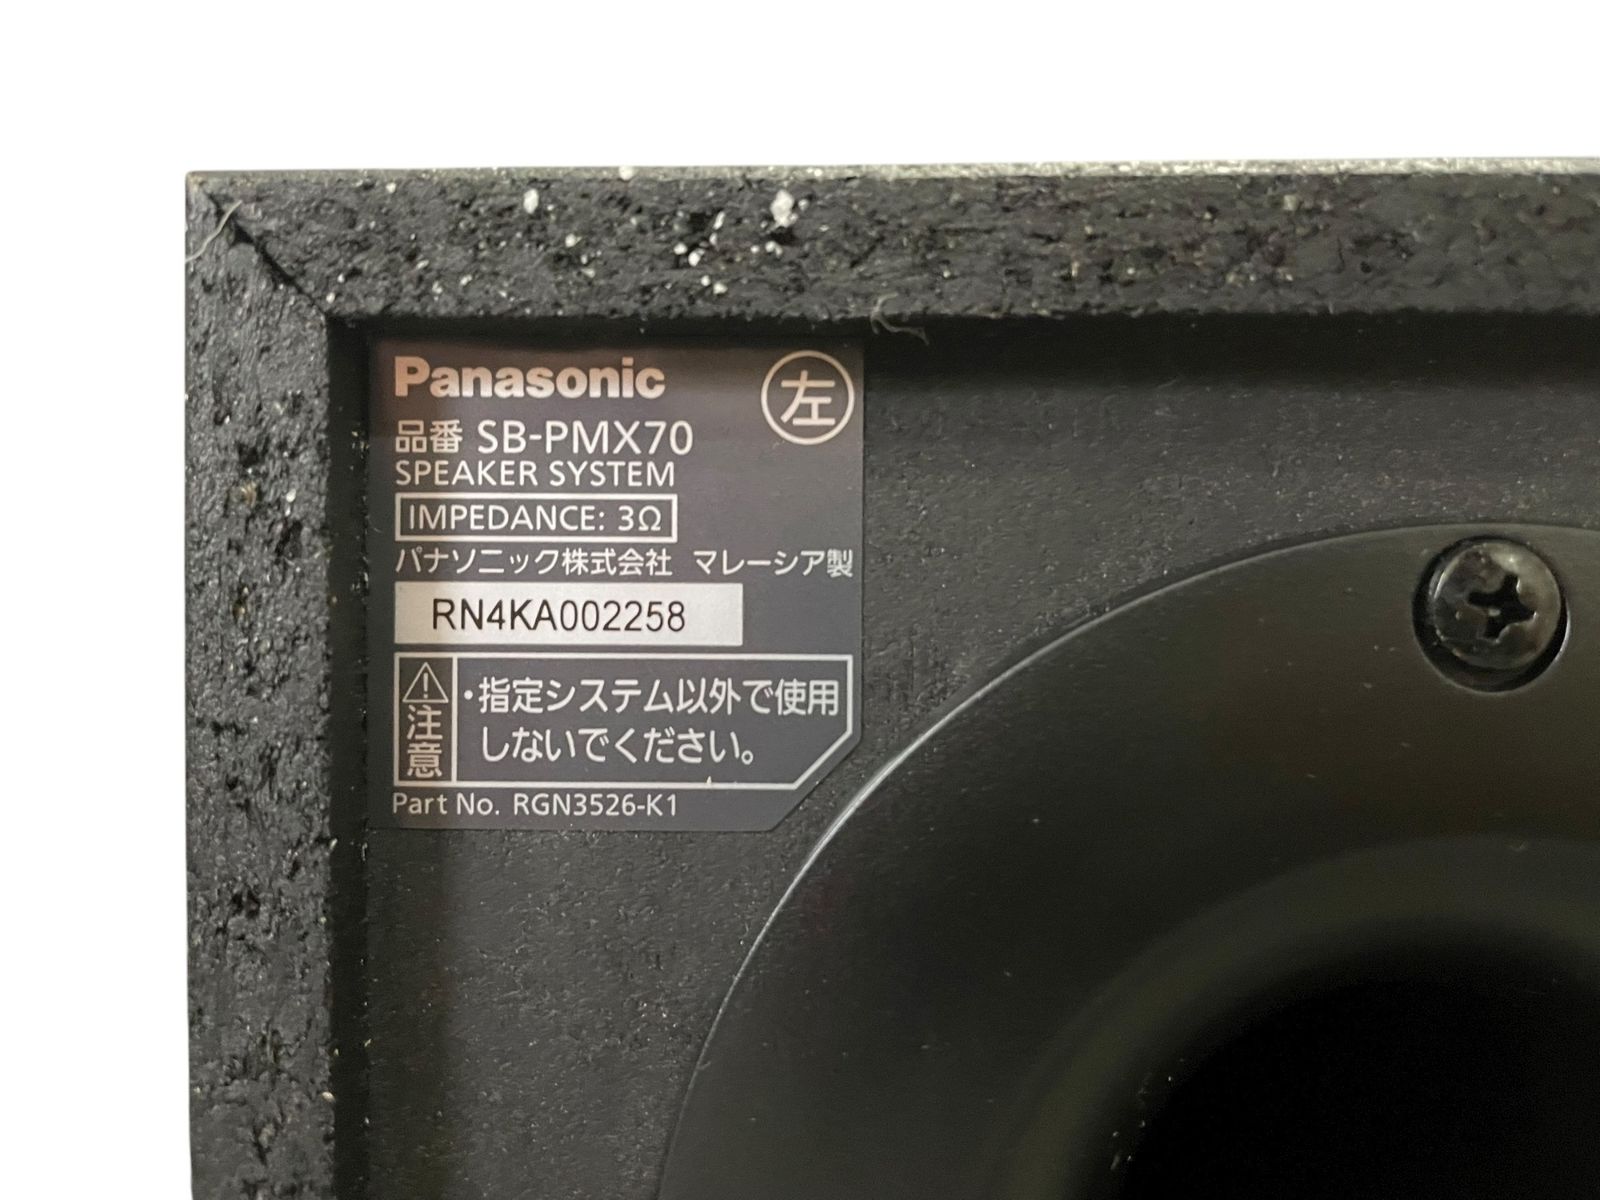 Panasonic 左
品番 SB-PMX70
SPEAKER SYSTEM
IMPEDANCE: 3Ω
パナソニック株式会社 マレーシア製
RN4KA002258
注意
・指定システム以外で使用
しないでください。
Part No. RGN3526-K1